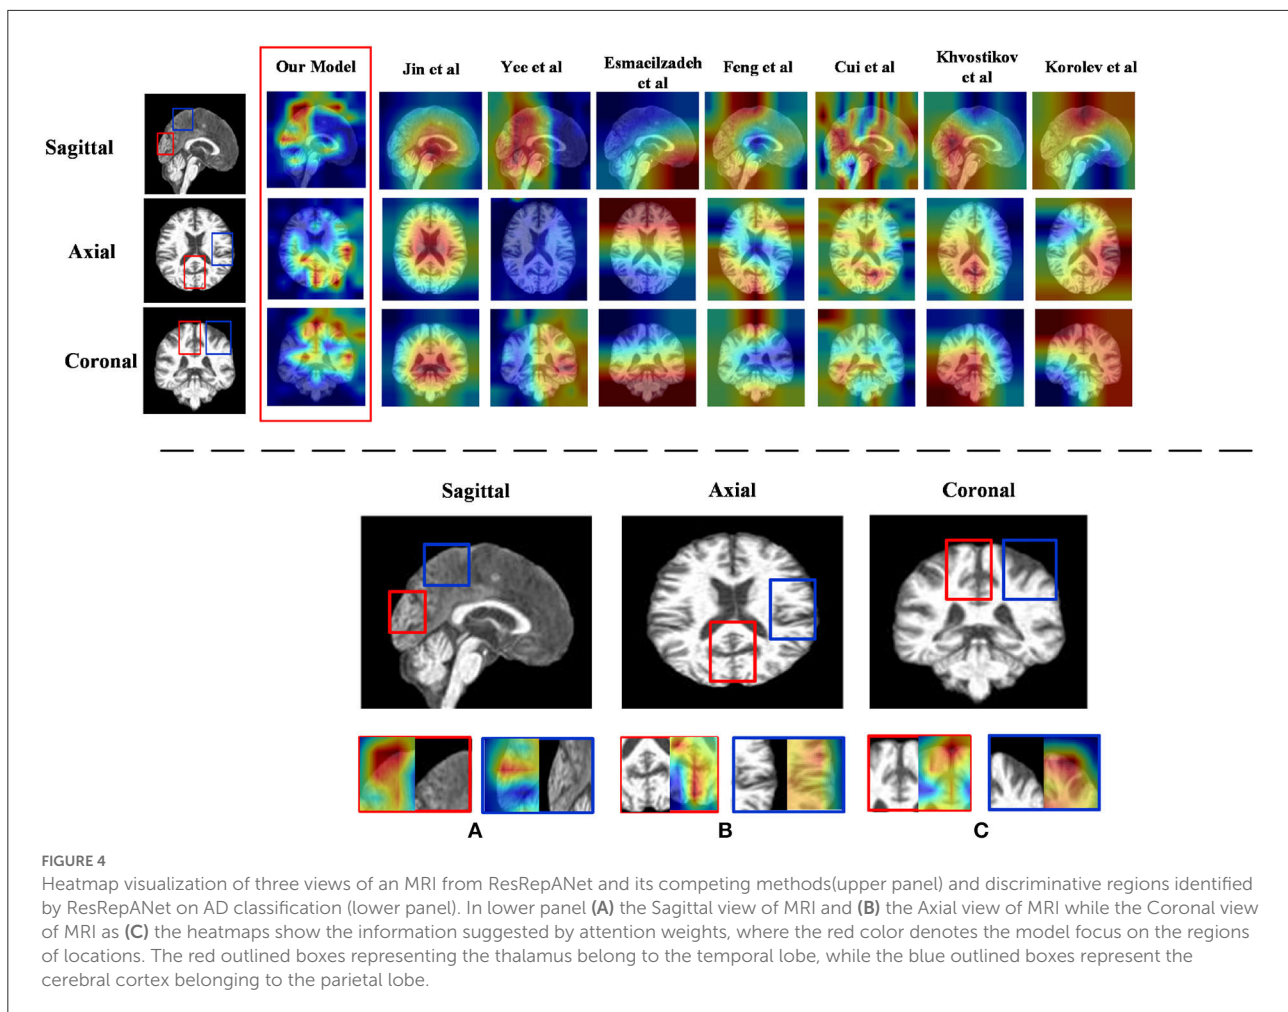 Our Model
Jin et al
Yee et al
Esmaeilzadeh
et al
Feng et al
Cui et al
Khvostikov
et al
Korolev et al
Sagittal
Axial
Coronal
Sagittal
Axial
Coronal
A
B
C
FIGURE 4
Heatmap visualization of three views of an MRI from ResRepANet and its competing methods(upper panel) and discriminative regions identified
by ResRepANet on AD classification (lower panel). In lower panel (A) the Sagittal view of MRI and (B) the Axial view of MRI while the Coronal view
of MRI as (C) the heatmaps show the information suggested by attention weights, where the red color denotes the model focus on the regions
of locations. The red outlined boxes representing the thalamus belong to the temporal lobe, while the blue outlined boxes represent the
cerebral cortex belonging to the parietal lobe.